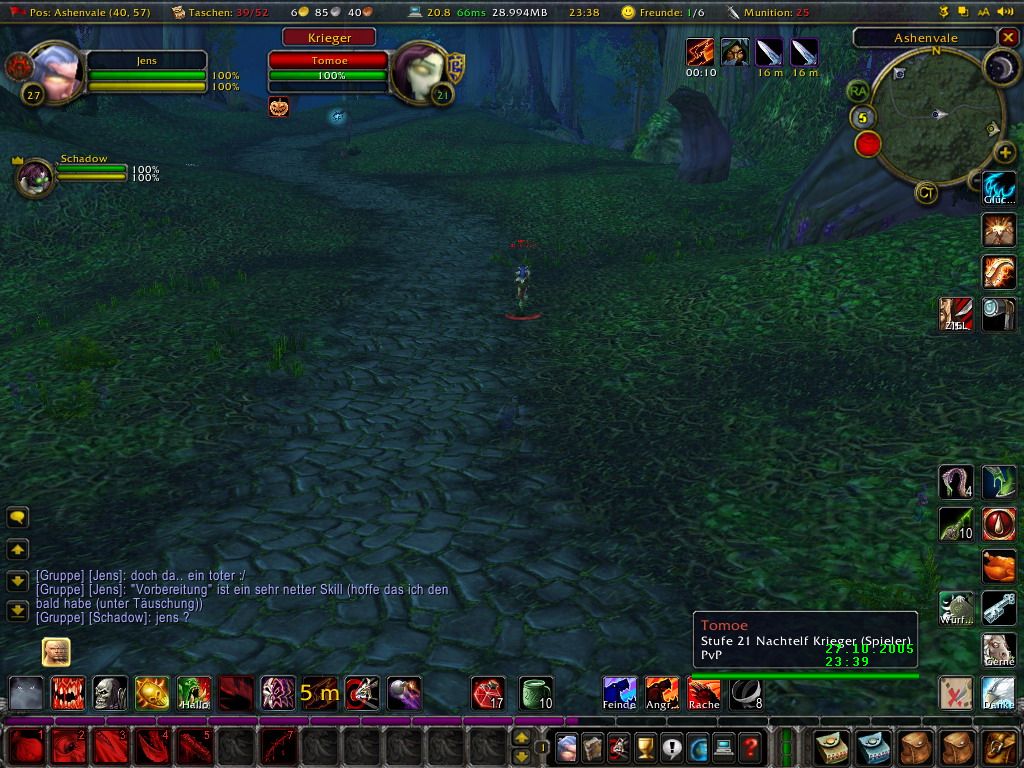 Pos: Ashenvale (40, 57) Taschen: 39/52 6 85 40 20.8 66ms 28.994MB 23:38 Freunde: 1/6 Munition: 25
Krieger
Ashenvale
N
Jens
100%
100%
27
Tomoe
100%
21
00:10
16 m 16 m
RA
5
CT
Schadow
100%
100%
4
10
[Gruppe] [Jens]: doch da.. ein toter :/
[Gruppe] [Jens]: "Vorbereitung" ist ein sehr netter Skill (hoffe das ich den
bald habe (unter Täuschung))
[Gruppe] [Schadow]: jens ?
Würf...
Tomoe
Stufe 21 Nachtelf Krieger (Spieler)
PvP
27.10.2005
23:39
Gerne
Hallo
5 m
17
10
Feinde
Angr...
Rache
8
Danke
1 2 3 4 5 7
1